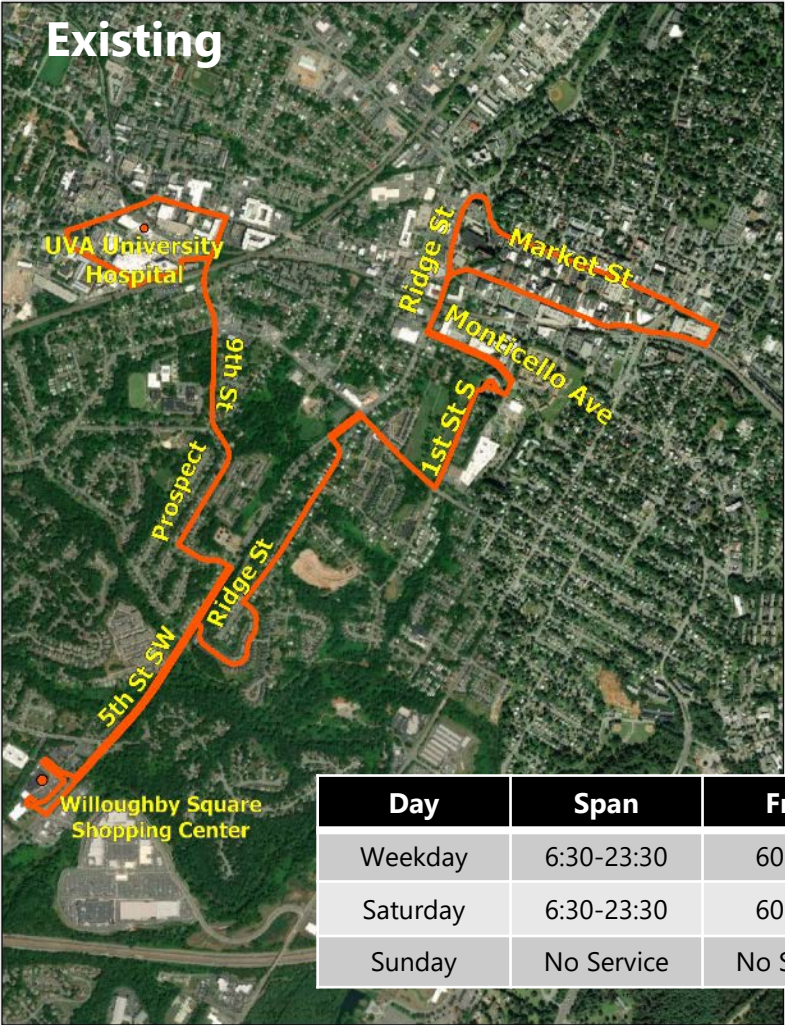 Existing
Ridge St
Market St
UVA University
Hospital
Monticello Ave
9th St
1st St S
Prospect
Ridge St
5th St SW
Willoughby Square
Shopping Center
Day Span
Weekday 6:30-23:30 60
Saturday 6:30-23:30 60
Sunday No Service No